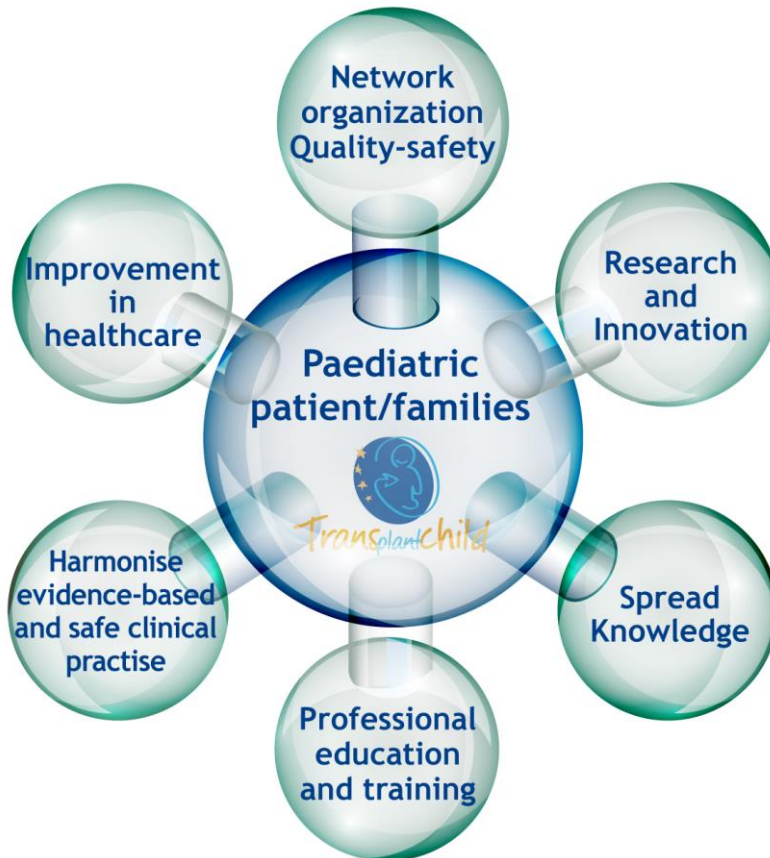 Network
organization
Quality-safety
Improvement
in
healthcare
Research
and
Innovation
Paediatric
patient/families
Transplantchild
Harmonise
evidence-based
and safe clinical
practise
Spread
Knowledge
Professional
education
and training